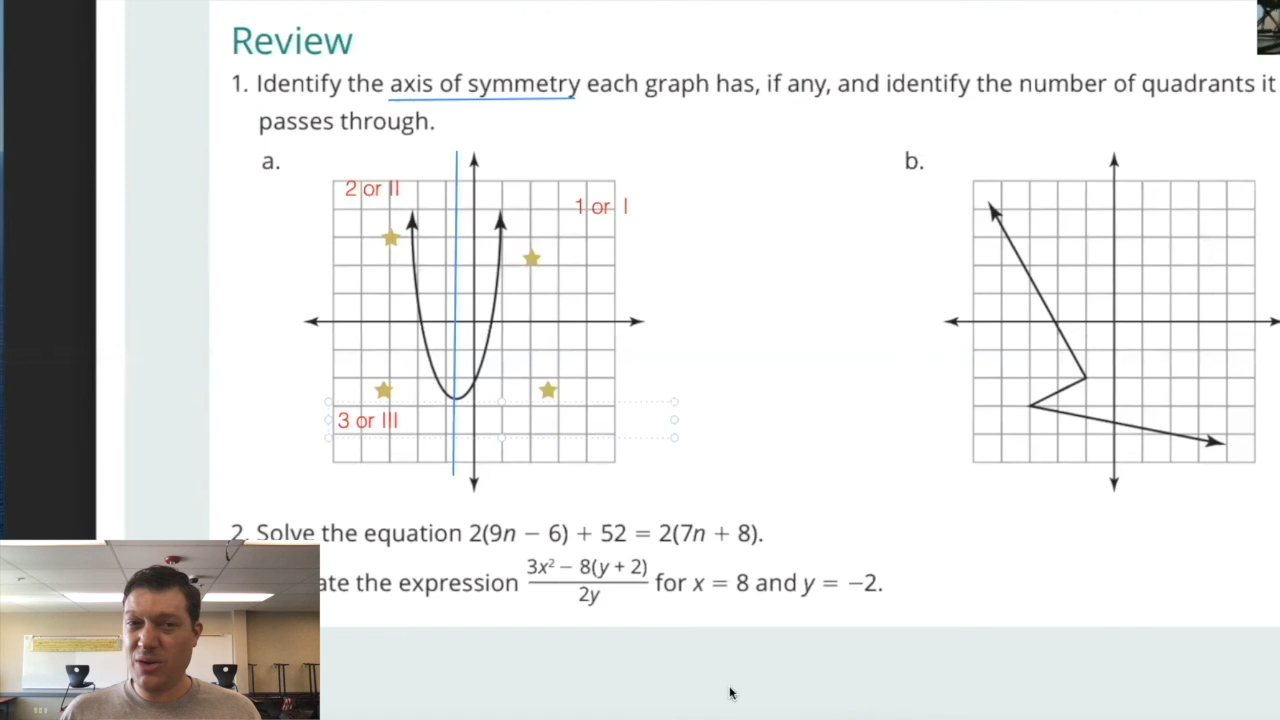 Review
1. Identify the axis of symmetry each graph has, if any, and identify the number of quadrants it
passes through.
a.
b.
2 or II
1 or I
3 or III
2. Solve the equation 2(9n − 6) + 52 = 2(7n + 8).
ate the expression 3x² − 8(y + 2) / 2y for x = 8 and y = −2.